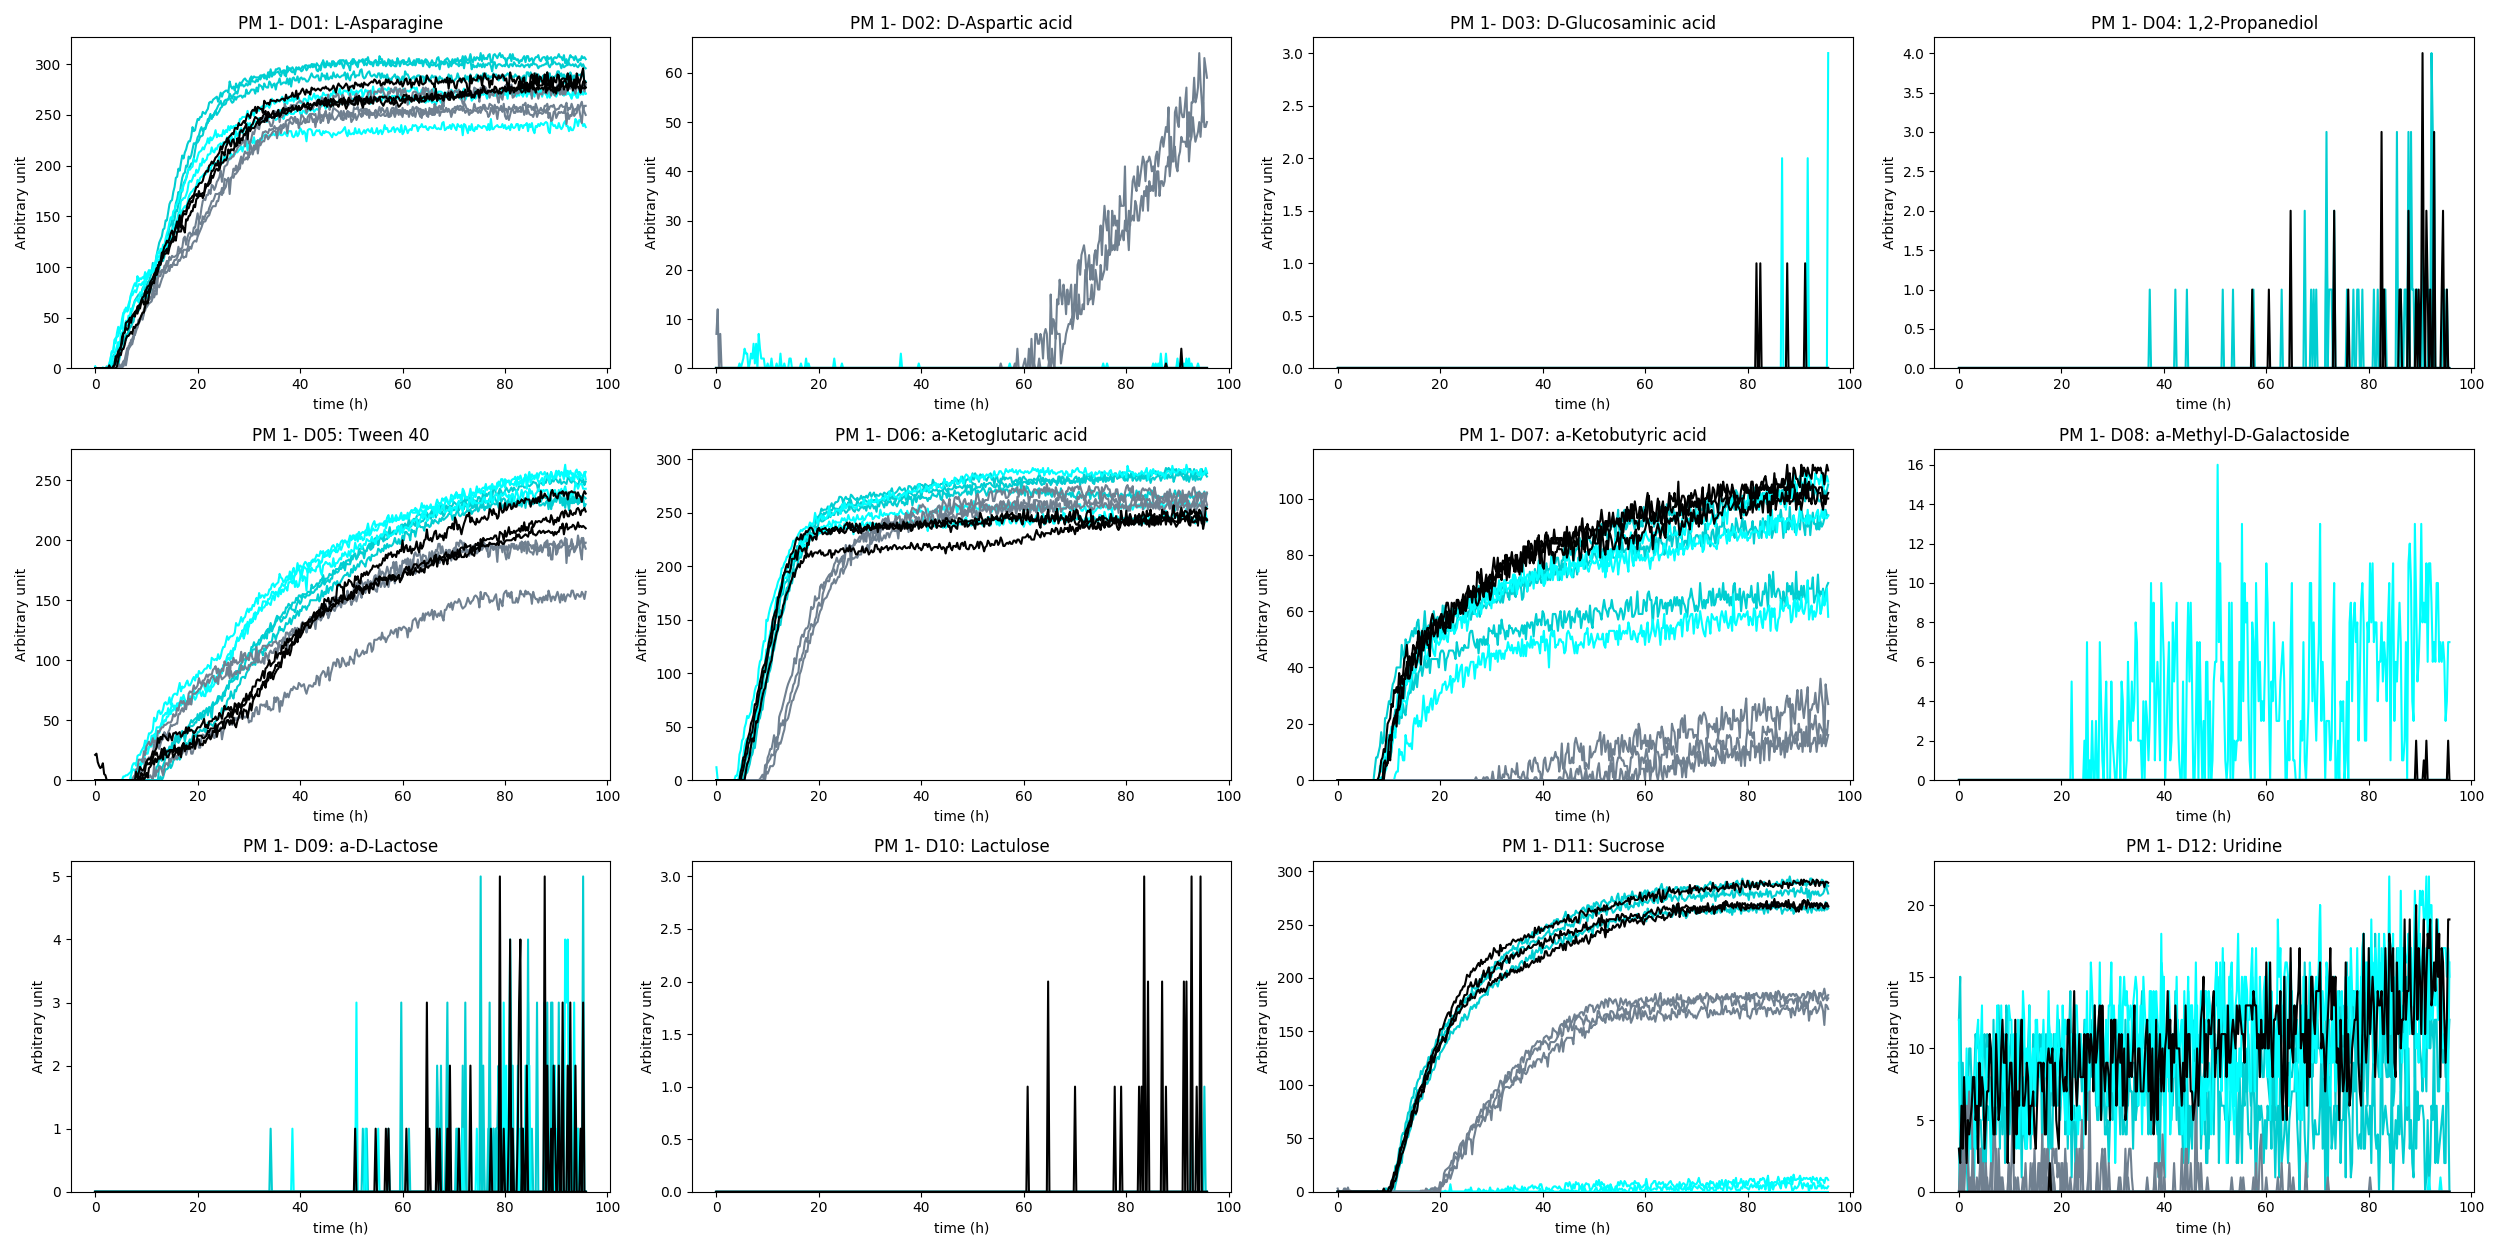 PM 1- D01: L-Asparagine
PM 1- D02: D-Aspartic acid
PM 1- D03: D-Glucosaminic acid
PM 1- D04: 1,2-Propanediol
Arbitrary unit
300
250
200
150
100
50
0
0 20 40 60 80 100
time (h)
Arbitrary unit
60
50
40
30
20
10
0
0 20 40 60 80 100
time (h)
Arbitrary unit
3.0
2.5
2.0
1.5
1.0
0.5
0.0
0 20 40 60 80 100
time (h)
Arbitrary unit
4.0
3.5
3.0
2.5
2.0
1.5
1.0
0.5
0.0
0 20 40 60 80 100
time (h)
PM 1- D05: Tween 40
PM 1- D06: a-Ketoglutaric acid
PM 1- D07: a-Ketobutyric acid
PM 1- D08: a-Methyl-D-Galactoside
Arbitrary unit
250
200
150
100
50
0
0 20 40 60 80 100
time (h)
Arbitrary unit
300
250
200
150
100
50
0
0 20 40 60 80 100
time (h)
Arbitrary unit
100
80
60
40
20
0
0 20 40 60 80 100
time (h)
Arbitrary unit
16
14
12
10
8
6
4
2
0
0 20 40 60 80 100
time (h)
PM 1- D09: a-D-Lactose
PM 1- D10: Lactulose
PM 1- D11: Sucrose
PM 1- D12: Uridine
Arbitrary unit
5
4
3
2
1
0
0 20 40 60 80 100
time (h)
Arbitrary unit
3.0
2.5
2.0
1.5
1.0
0.5
0.0
0 20 40 60 80 100
time (h)
Arbitrary unit
300
250
200
150
100
50
0
0 20 40 60 80 100
time (h)
Arbitrary unit
20
15
10
5
0
0 20 40 60 80 100
time (h)